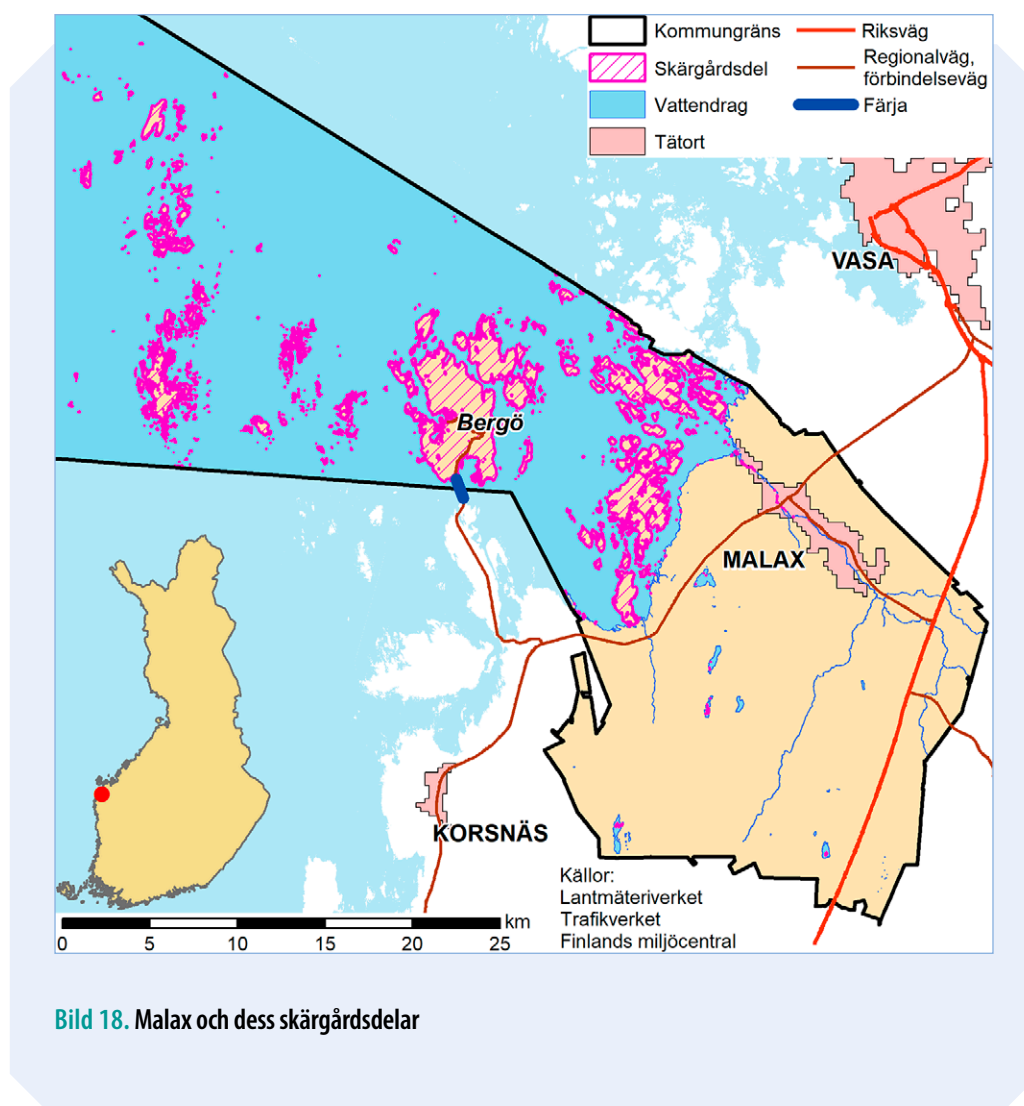 Kommungräns
Skärgårdsdel
Vattendrag
Tätort
Riksväg
Regionalväg,
förbindelseväg
Färja
VASA
Bergö
MALAX
KORSNÄS
Källor:
Lantmäteriverket
Trafikverket
Finlands miljöcentral
km
0 5 10 15 20 25
Bild 18. Malax och dess skärgårdsdelar